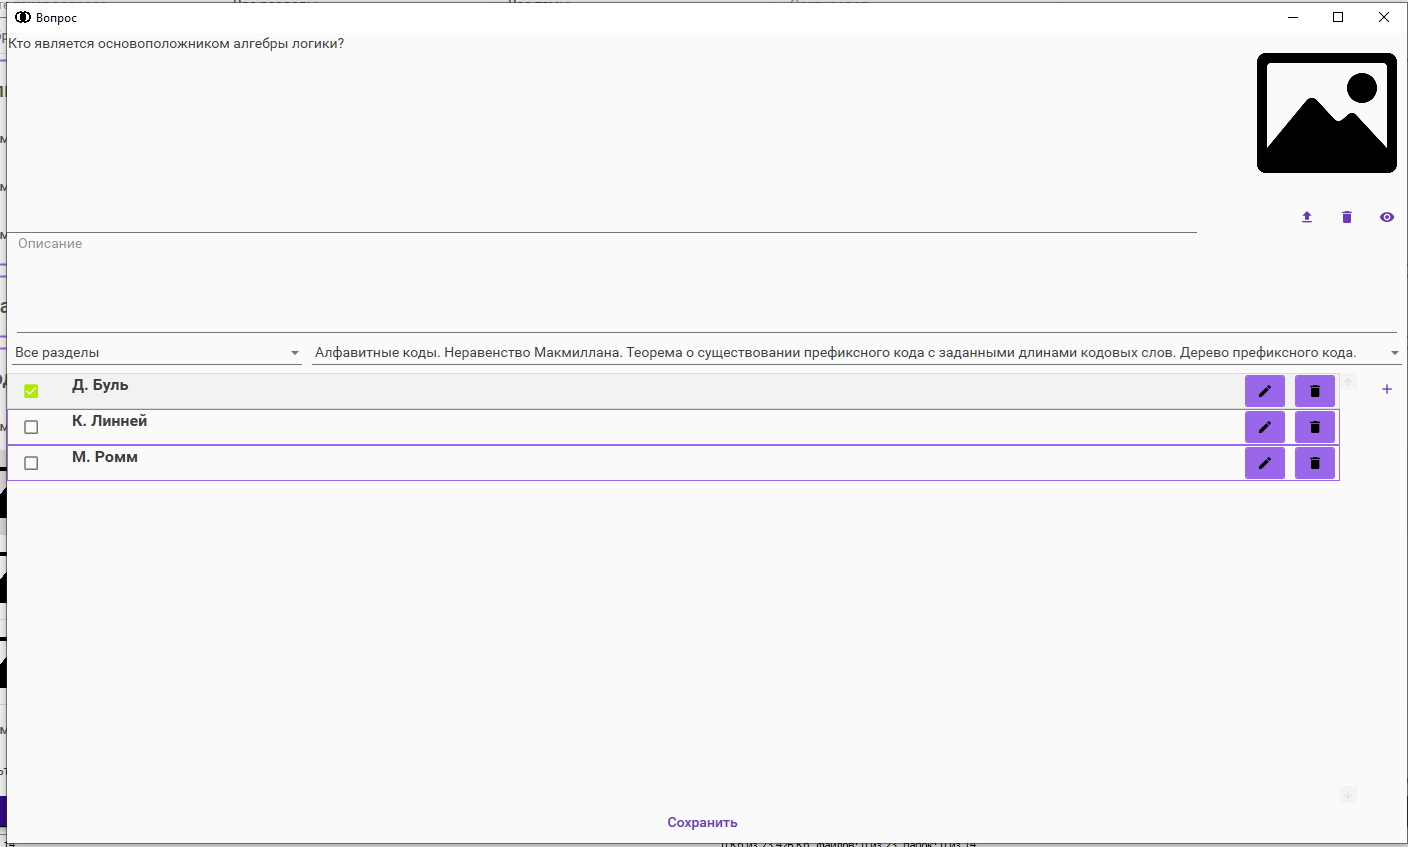 Вопрос
Кто является основоположником алгебры логики?
Описание
Все разделы
Алфавитные коды. Неравенство Макмиллана. Теорема о существовании префиксного кода с заданными длинами кодовых слов. Дерево префиксного кода.
Д. Буль
К. Линней
М. Ромм
Сохранить